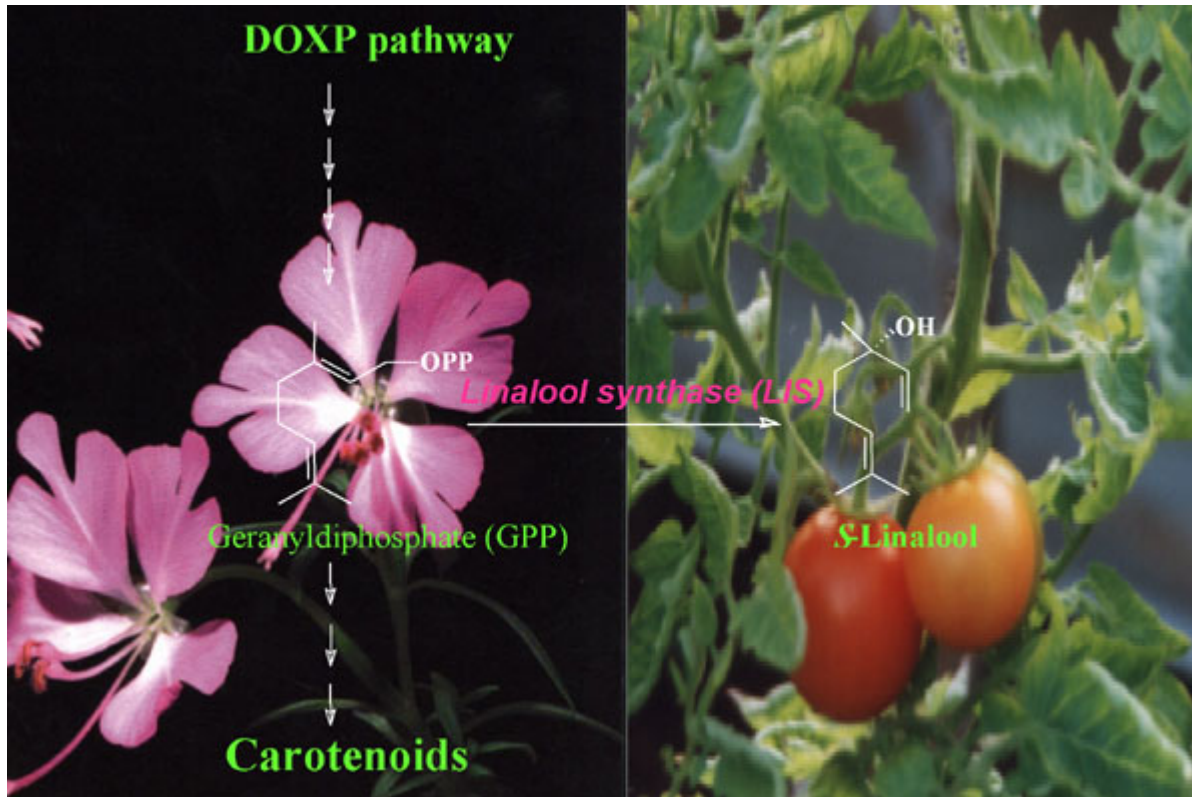 DOXP pathway
OPP
OH
Linalool synthase (LIS)
Geranyldiphosphate (GPP)
S-Linalool
Carotenoids